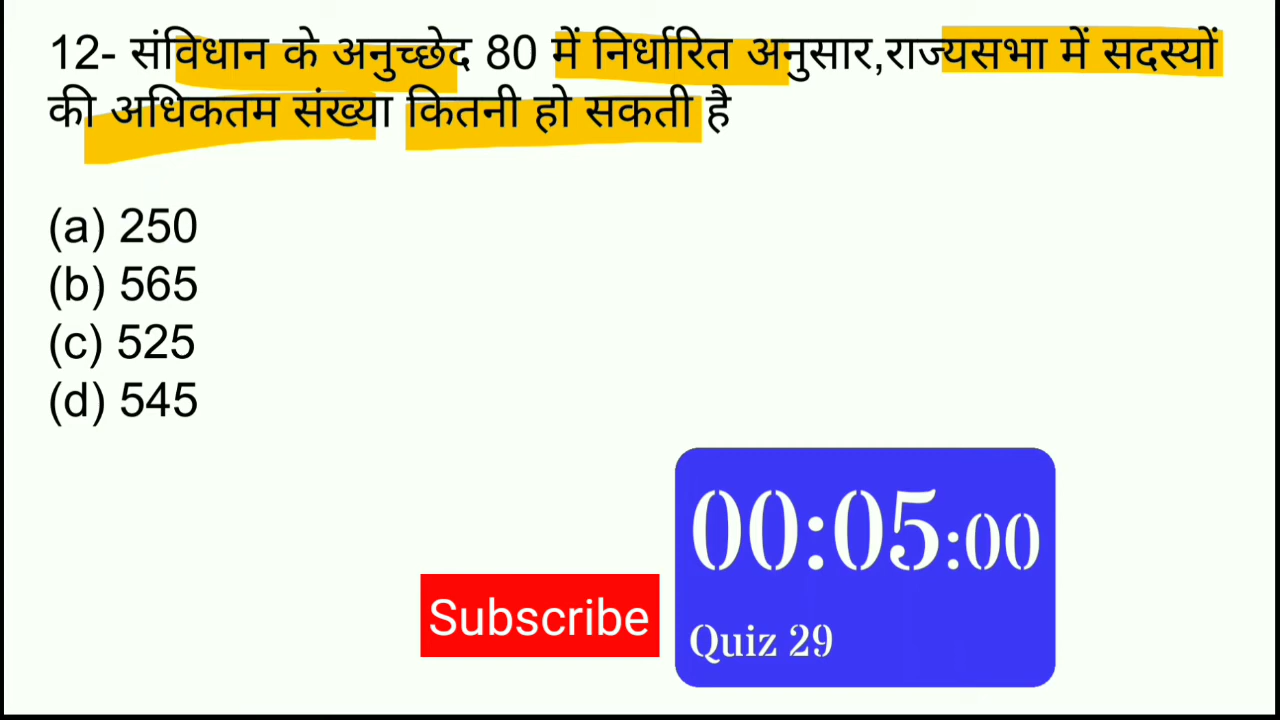 12- संविधान के अनुच्छेद 80 में निर्धारित अनुसार,राज्यसभा में सदस्यों
की अधिकतम संख्या कितनी हो सकती है
(a) 250
(b) 565
(c) 525
(d) 545
00:05:00
Subscribe
Quiz 29